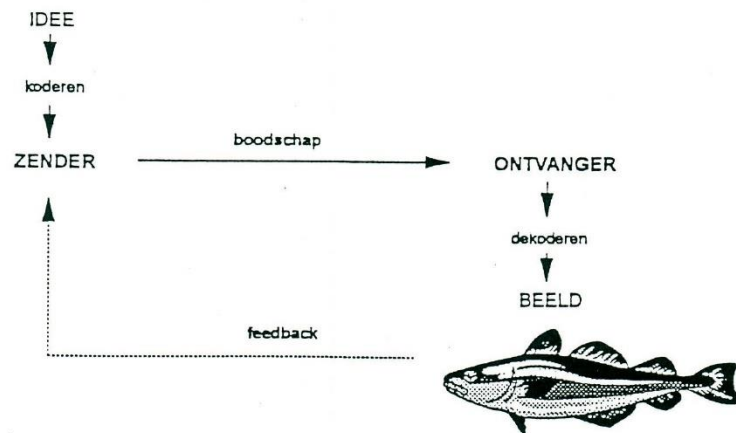 IDEE
koderen
ZENDER
boodschap
ONTVANGER
dekoderen
BEELD
feedback